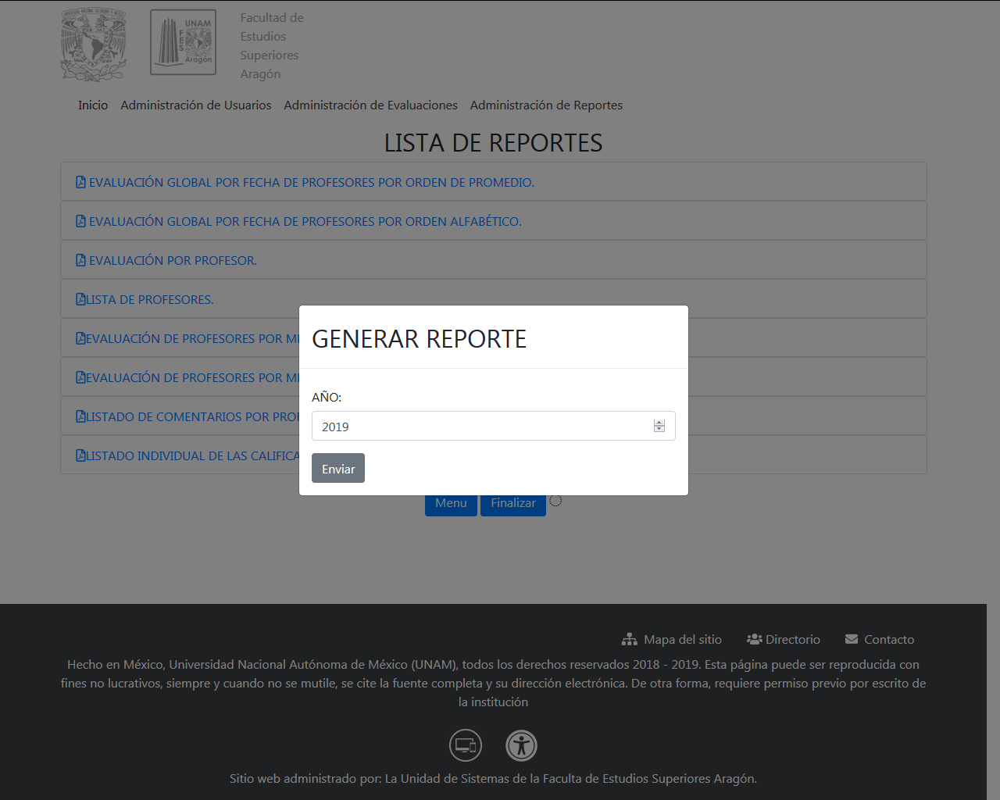 UNAM
FES
Aragón
Facultad de
Estudios
Superiores
Aragón
Inicio Administración de Usuarios Administración de Evaluaciones Administración de Reportes
LISTA DE REPORTES
EVALUACIÓN GLOBAL POR FECHA DE PROFESORES POR ORDEN DE PROMEDIO.
EVALUACIÓN GLOBAL POR FECHA DE PROFESORES POR ORDEN ALFABÉTICO.
EVALUACIÓN POR PROFESOR.
LISTA DE PROFESORES.
EVALUACIÓN DE PROFESORES POR
EVALUACIÓN DE PROFESORES POR
LISTADO DE COMENTARIOS POR
LISTADO INDIVIDUAL DE LAS
GENERAR REPORTE
AÑO:
2019
Enviar
Menu Finalizar
Mapa del sitio Directorio Contacto
Hecho en México, Universidad Nacional Autónoma de México (UNAM), todos los derechos reservados 2018 - 2019. Esta página puede ser reproducida con
fines no lucrativos, siempre y cuando no se mutile, se cite la fuente completa y su dirección electrónica. De otra forma, requiere permiso previo por escrito de
la institución
Sitio web administrado por: La Unidad de Sistemas de la Faculta de Estudios Superiores Aragón.